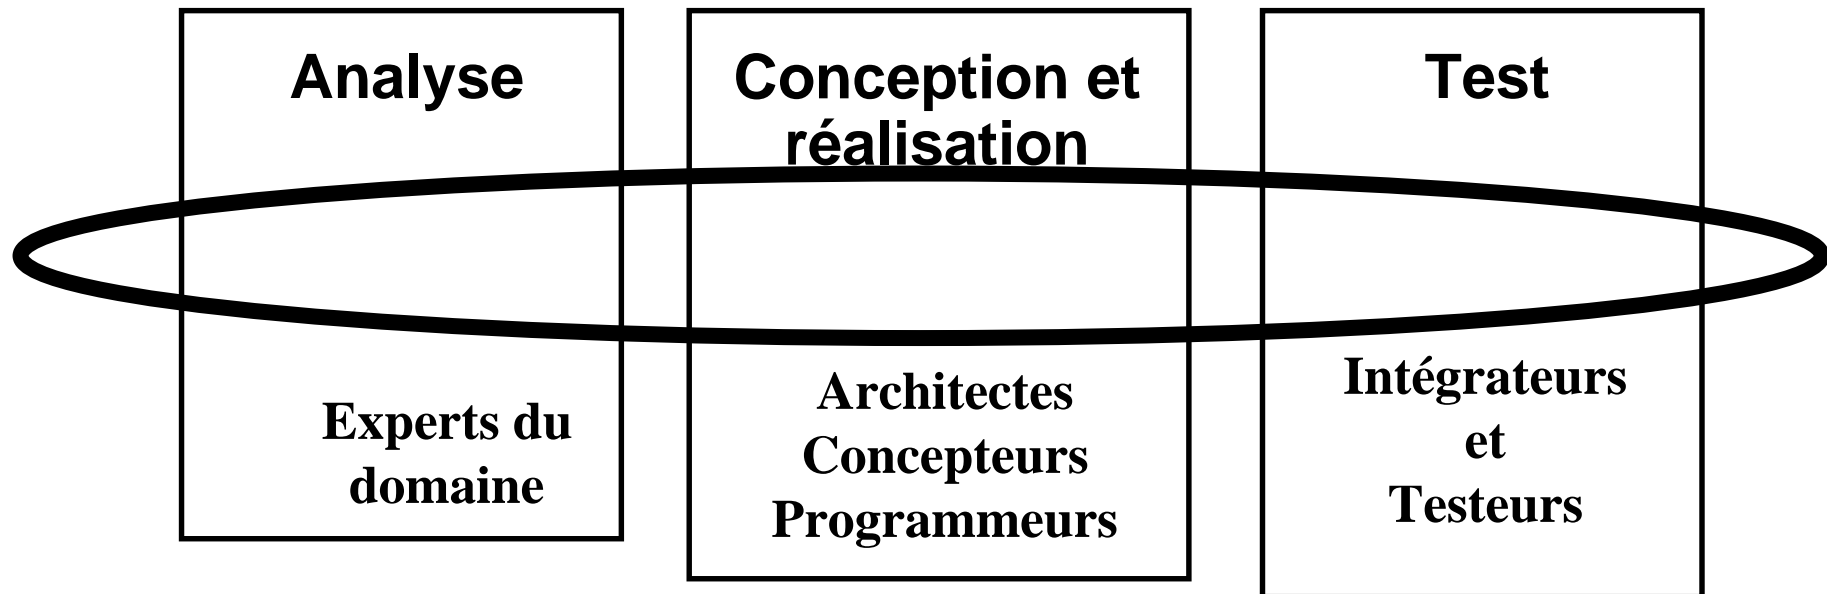 Analyse
Experts du
domaine
Conception et
réalisation
Architectes
Concepteurs
Programmeurs
Test
Intégrateurs
et
Testeurs